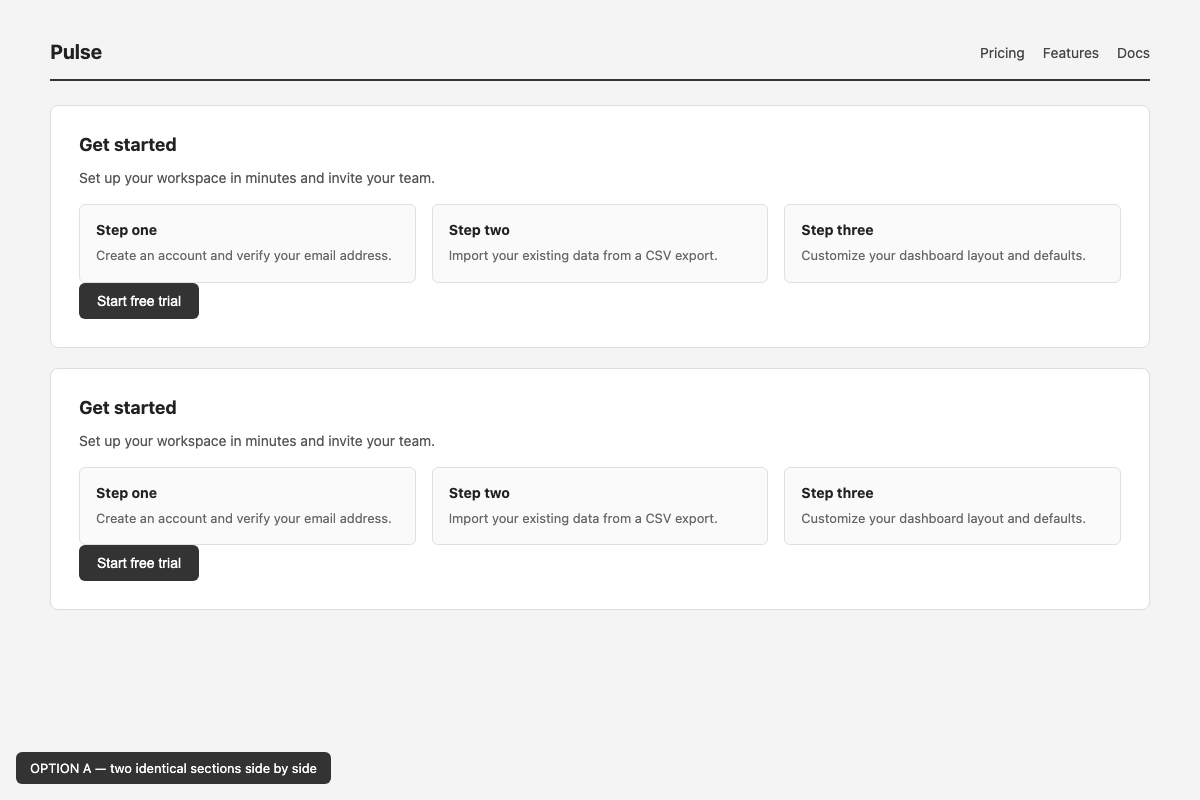 Pulse
Pricing Features Docs
Get started
Set up your workspace in minutes and invite your team.
Step one
Create an account and verify your email address.
Step two
Import your existing data from a CSV export.
Step three
Customize your dashboard layout and defaults.
Start free trial
Get started
Set up your workspace in minutes and invite your team.
Step one
Create an account and verify your email address.
Step two
Import your existing data from a CSV export.
Step three
Customize your dashboard layout and defaults.
Start free trial
OPTION A — two identical sections side by side